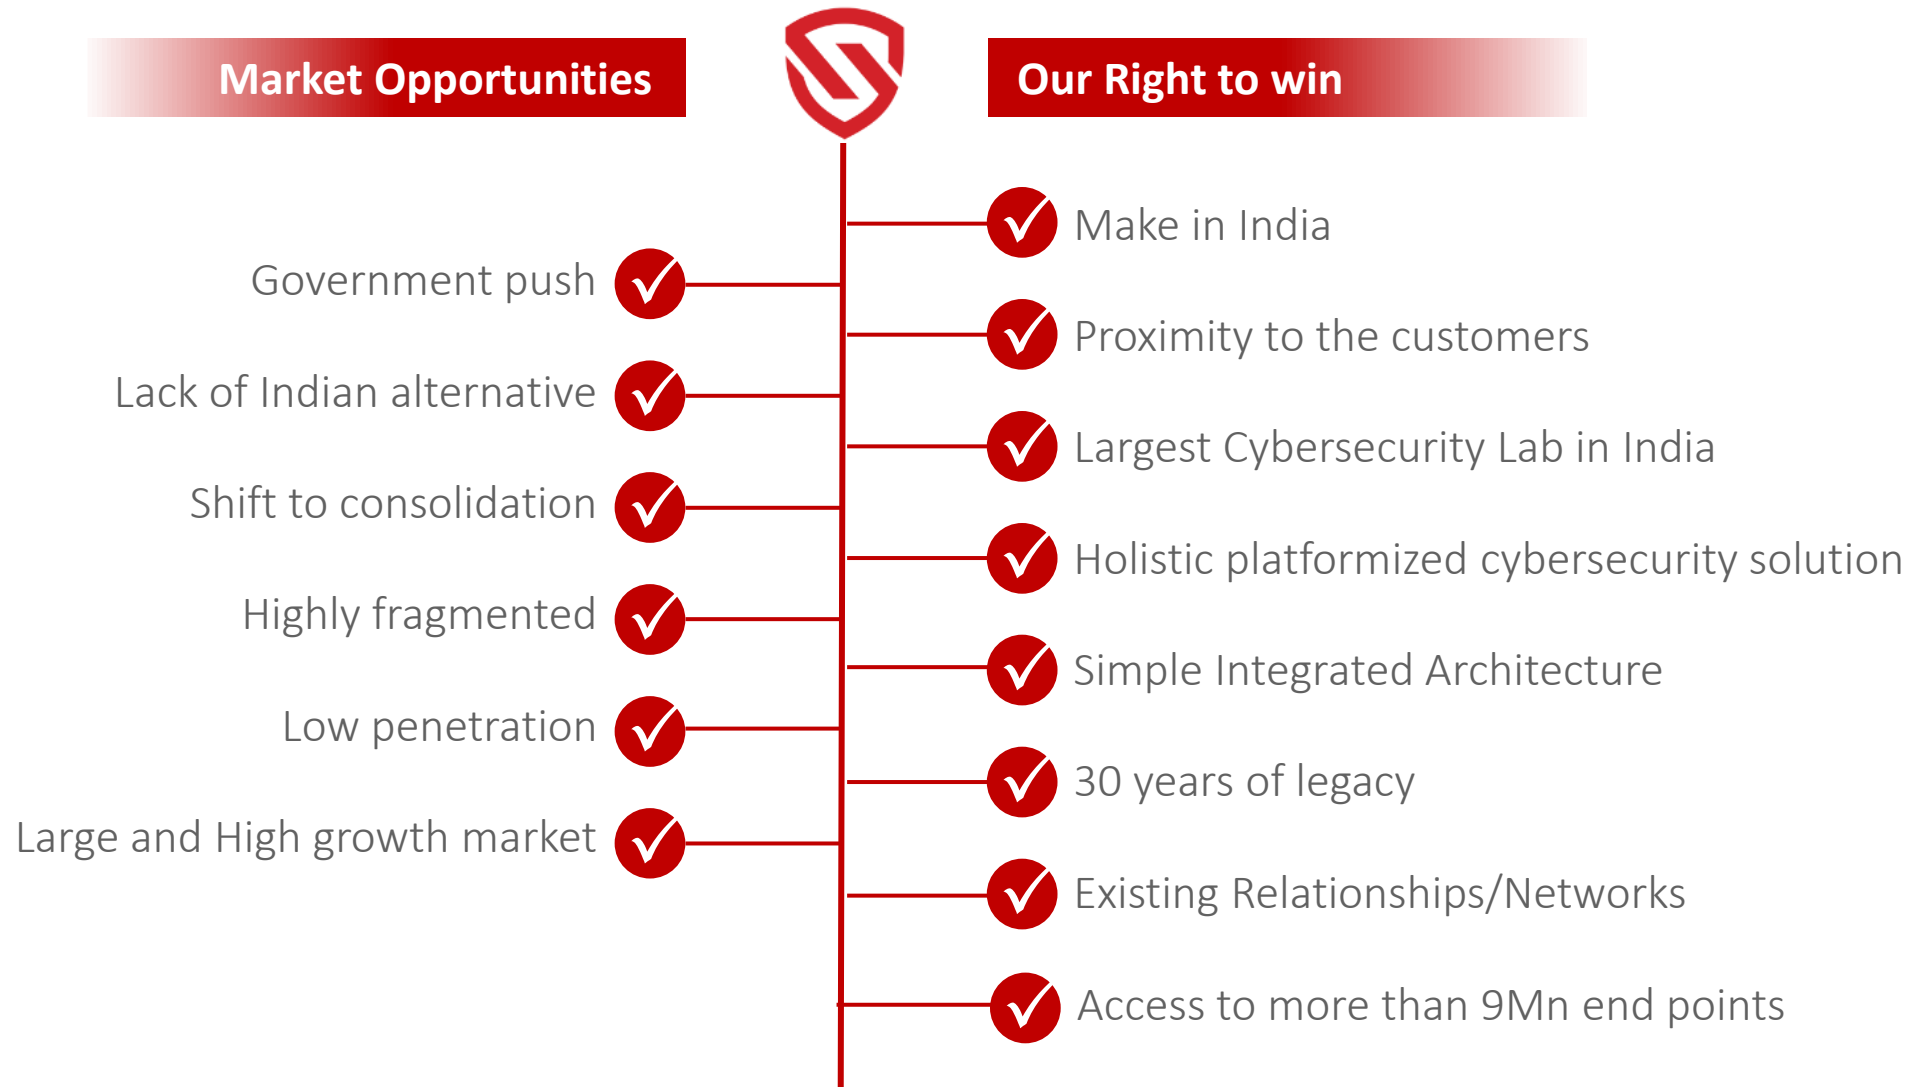 Market Opportunities
Government push
Lack of Indian alternative
Shift to consolidation
Highly fragmented
Low penetration
Large and High growth market
Our Right to win
Make in India
Proximity to the customers
Largest Cybersecurity Lab in India
Holistic platformized cybersecurity solution
Simple Integrated Architecture
30 years of legacy
Existing Relationships/Networks
Access to more than 9Mn end points